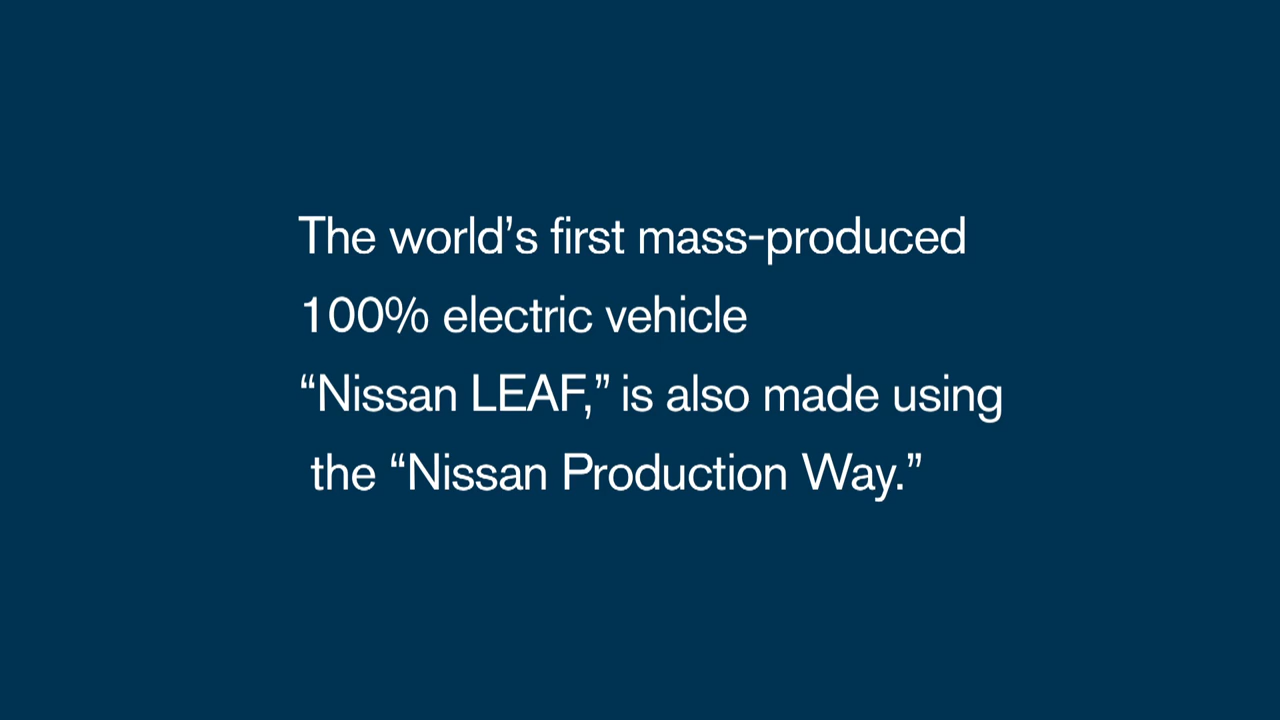 The world’s first mass-produced
100% electric vehicle
“Nissan LEAF,” is also made using
the “Nissan Production Way.”